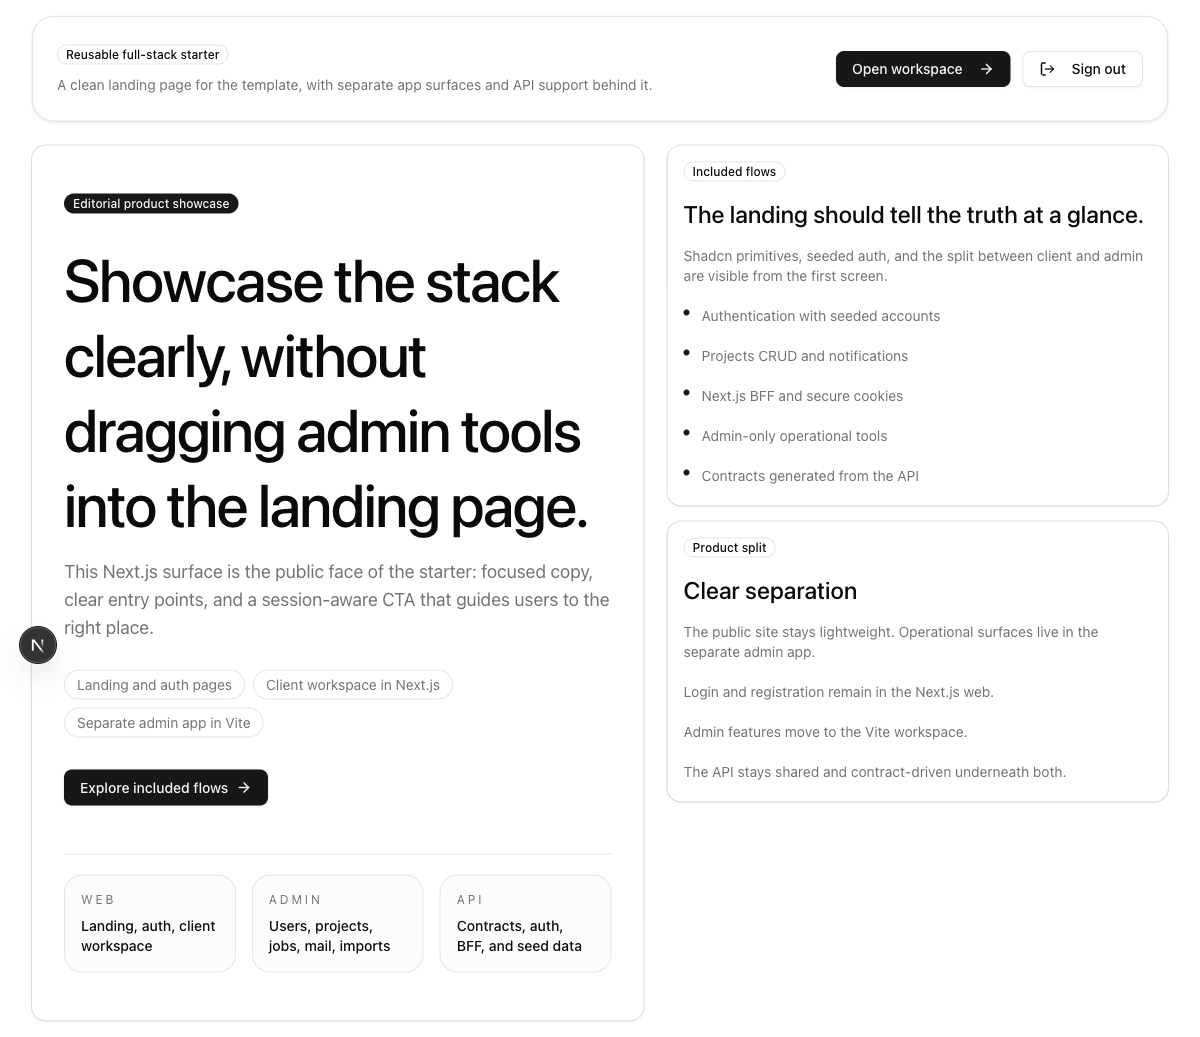 Reusable full-stack starter
A clean landing page for the template, with separate app surfaces and API support behind it.
Open workspace
Sign out
Editorial product showcase
Showcase the stack
clearly, without
dragging admin tools
into the landing page.
This Next.js surface is the public face of the starter: focused copy,
clear entry points, and a session-aware CTA that guides users to the
right place.
N
Landing and auth pages
Client workspace in Next.js
Separate admin app in Vite
Explore included flows
WEB
Landing, auth, client
workspace
ADMIN
Users, projects,
jobs, mail, imports
API
Contracts, auth,
BFF, and seed data
Included flows
The landing should tell the truth at a glance.
Shadcn primitives, seeded auth, and the split between client and admin
are visible from the first screen.
Authentication with seeded accounts
Projects CRUD and notifications
Next.js BFF and secure cookies
Admin-only operational tools
Contracts generated from the API
Product split
Clear separation
The public site stays lightweight. Operational surfaces live in the
separate admin app.
Login and registration remain in the Next.js web.
Admin features move to the Vite workspace.
The API stays shared and contract-driven underneath both.